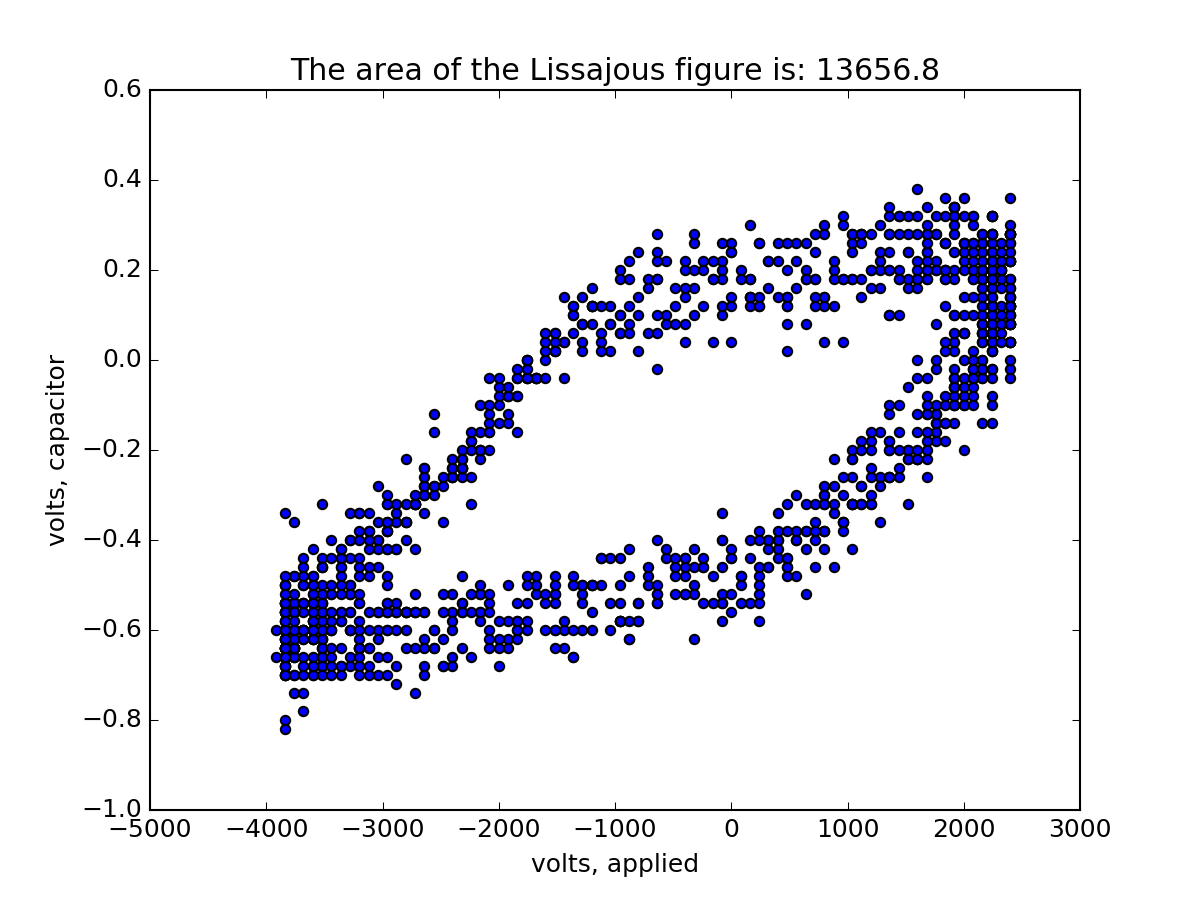 The area of the Lissajous figure is: 13656.8
0.6
0.4
0.2
0.0
−0.2
−0.4
−0.6
−0.8
−1.0
−5000 −4000 −3000 −2000 −1000 0 1000 2000 3000
volts, applied
volts, capacitor